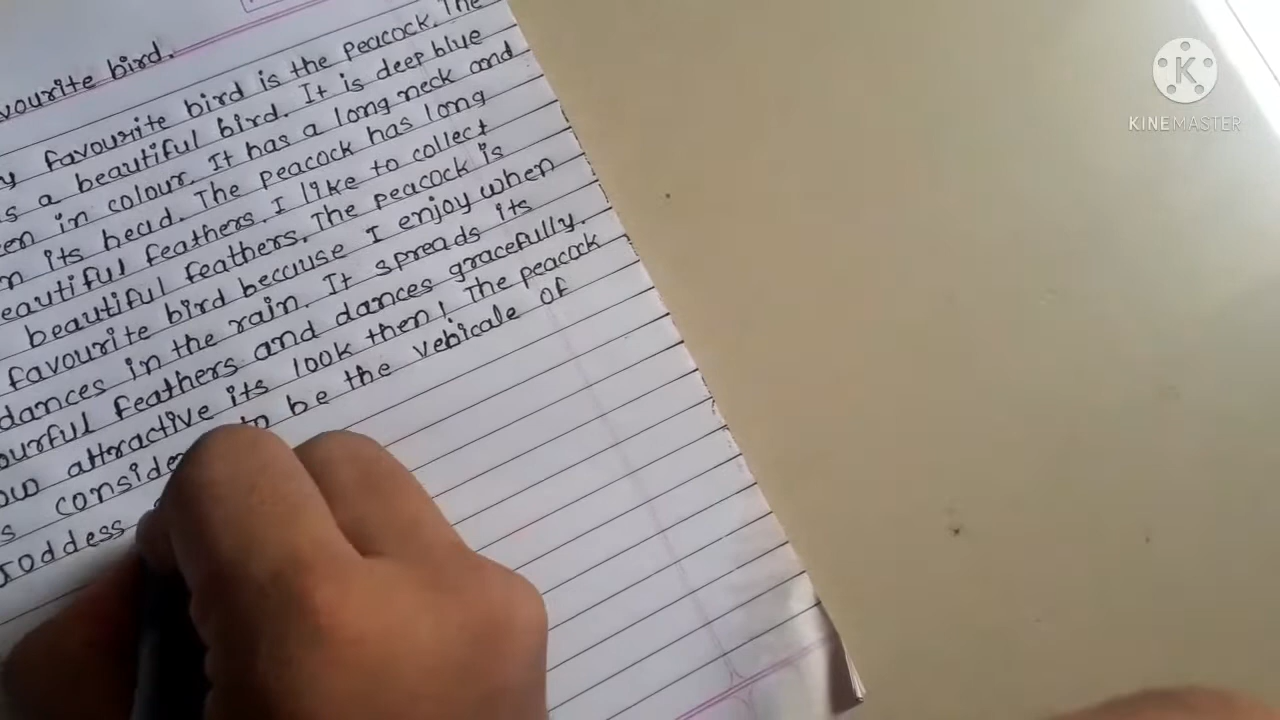 vourite bird.
y favourite bird is the peacock. The
s a beautiful bird. It is deep blue
en in colour. It has a long neck and
n its head. The peacock has long
eautiful feathers. I like to collect
beautiful feathers. The peacock is
favourite bird because I enjoy when
dances in the rain. It spreads its
ourful feathers and dances gracefully.
ow attractive its look then! The peacock
s conside to be the vehicale of
Goddess
KINEMASTER